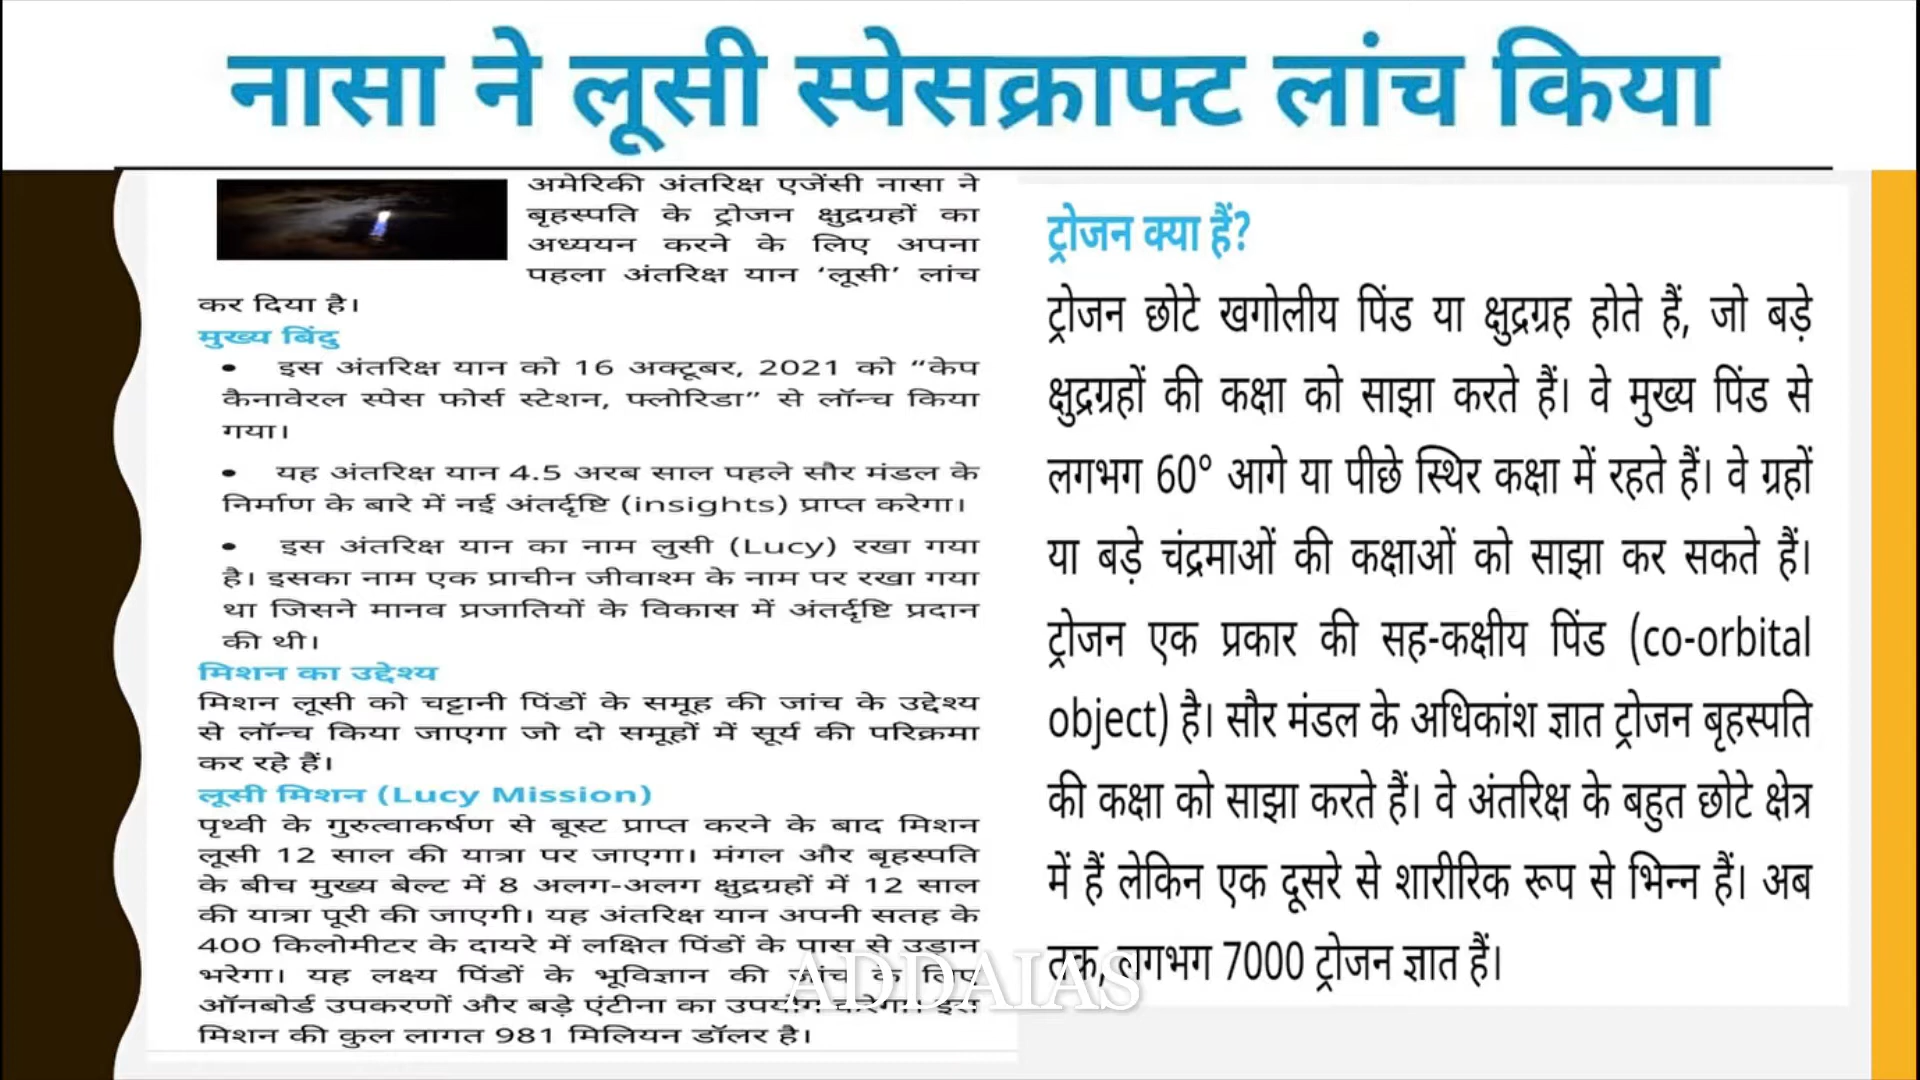 नासा ने लूसी स्पेसक्राफ्ट लांच किया
अमेरिकी अंतरिक्ष एजेंसी नासा ने
बृहस्पति के ट्रोजन क्षुद्रग्रहों का
अध्ययन करने के लिए अपना
पहला अंतरिक्ष यान ‘लूसी’ लांच
कर दिया है।
मुख्य बिंदु
• इस अंतरिक्ष यान को 16 अक्टूबर, 2021 को “केप
कैनावेरल स्पेस फोर्स स्टेशन, फ्लोरिडा” से लॉन्च किया
गया।
• यह अंतरिक्ष यान 4.5 अरब साल पहले सौर मंडल के
निर्माण के बारे में नई अंतर्दृष्टि (insights) प्राप्त करेगा।
• इस अंतरिक्ष यान का नाम लुसी (Lucy) रखा गया
है। इसका नाम एक प्राचीन जीवाश्म के नाम पर रखा गया
था जिसने मानव प्रजातियों के विकास में अंतर्दृष्टि प्रदान
की थी।
मिशन का उद्देश्य
मिशन लूसी को चट्टानी पिंडों के समूह की जांच के उद्देश्य
से लॉन्च किया जाएगा जो दो समूहों में सूर्य की परिक्रमा
कर रहे हैं।
लूसी मिशन (Lucy Mission)
पृथ्वी के गुरुत्वाकर्षण से बूस्ट प्राप्त करने के बाद मिशन
लूसी 12 साल की यात्रा पर जाएगा। मंगल और बृहस्पति
के बीच मुख्य बेल्ट में 8 अलग-अलग क्षुद्रग्रहों में 12 साल
की यात्रा पूरी की जाएगी। यह अंतरिक्ष यान अपनी सतह के
400 किलोमीटर के दायरे में लक्षित पिंडों के पास से उड़ान
भरेगा। यह लक्ष्य पिंडों के भूविज्ञान की जांच के लिए
ऑनबोर्ड उपकरणों और बड़े एंटीना का उपयोग करेगा। इस
मिशन की कुल लागत 981 मिलियन डॉलर है।
ट्रोजन क्या हैं?
ट्रोजन छोटे खगोलीय पिंड या क्षुद्रग्रह होते हैं, जो बड़े
क्षुद्रग्रहों की कक्षा को साझा करते हैं। वे मुख्य पिंड से
लगभग 60° आगे या पीछे स्थिर कक्षा में रहते हैं। वे ग्रहों
या बड़े चंद्रमाओं की कक्षाओं को साझा कर सकते हैं।
ट्रोजन एक प्रकार की सह-कक्षीय पिंड (co-orbital
object) है। सौर मंडल के अधिकांश ज्ञात ट्रोजन बृहस्पति
की कक्षा को साझा करते हैं। वे अंतरिक्ष के बहुत छोटे क्षेत्र
में हैं लेकिन एक दूसरे से शारीरिक रूप से भिन्न हैं। अब
तक, लगभग 7000 ट्रोजन ज्ञात हैं।
ADDAIAS